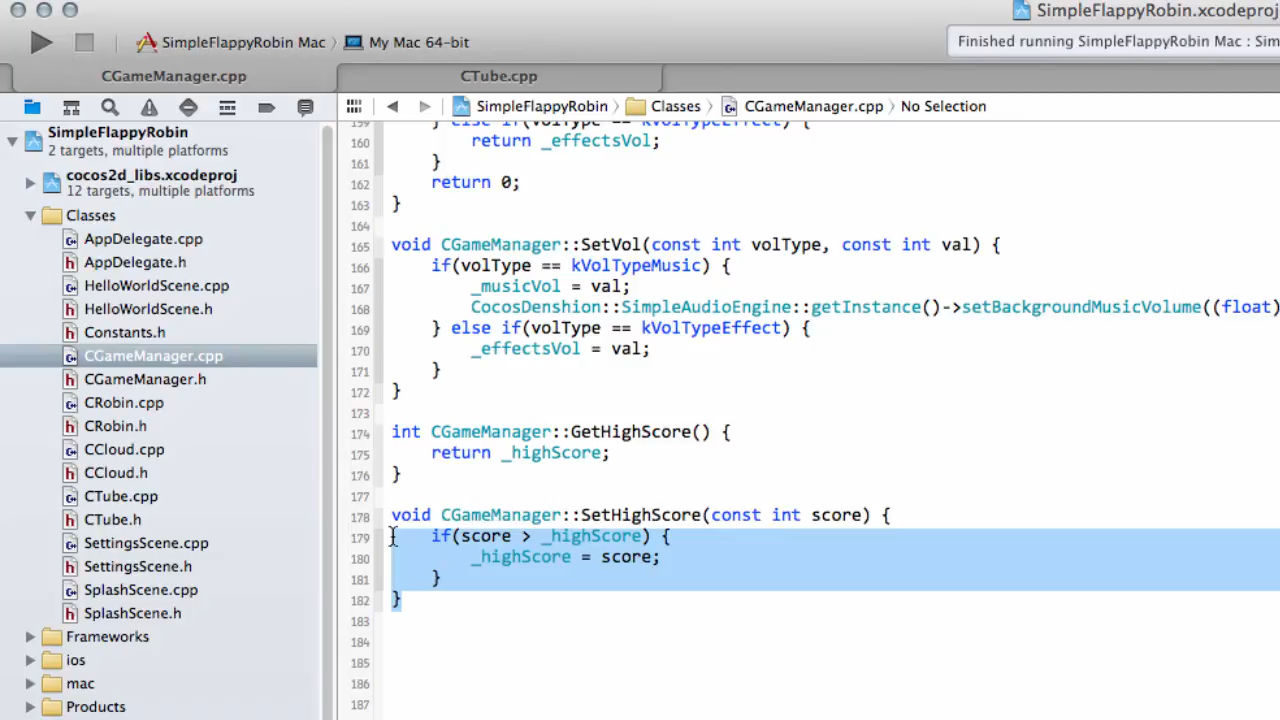 SimpleFlappyRobin.xcodeproj
SimpleFlappyRobin Mac My Mac 64-bit
Finished running SimpleFlappyRobin Mac : Sim
CGameManager.cpp CTube.cpp
SimpleFlappyRobin Classes CGameManager.cpp No Selection
SimpleFlappyRobin
2 targets, multiple platforms
cocos2d_libs.xcodeproj
12 targets, multiple platforms
Classes
AppDelegate.cpp
AppDelegate.h
HelloWorldScene.cpp
HelloWorldScene.h
Constants.h
CGameManager.cpp
CGameManager.h
CRobin.cpp
CRobin.h
CCloud.cpp
CCloud.h
CTube.cpp
CTube.h
SettingsScene.cpp
SettingsScene.h
SplashScene.cpp
SplashScene.h
Frameworks
ios
mac
Products
159 } else if(volType == kVolTypeEffect) {
160 return _effectsVol;
161 }
162 return 0;
163 }
164
165 void CGameManager::SetVol(const int volType, const int val) {
166 if(volType == kVolTypeMusic) {
167 _musicVol = val;
168 CocosDenshion::SimpleAudioEngine::getInstance()->setBackgroundMusicVolume((float)
169 } else if(volType == kVolTypeEffect) {
170 _effectsVol = val;
171 }
172 }
173
174 int CGameManager::GetHighScore() {
175 return _highScore;
176 }
177
178 void CGameManager::SetHighScore(const int score) {
179 if(score > _highScore) {
180 _highScore = score;
181 }
182 }
183
184
185
186
187